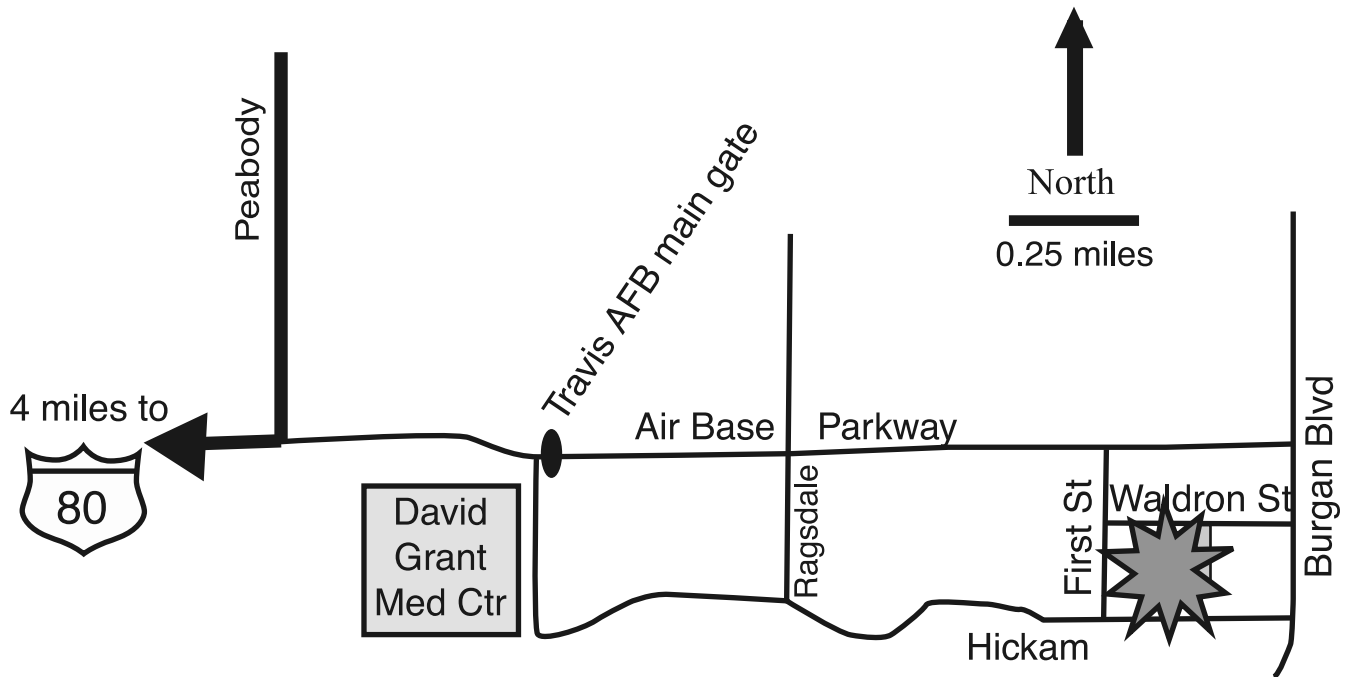 Peabody
Travis AFB main gate
North
0.25 miles
4 miles to
80
Air Base Parkway
David
Grant
Med Ctr
Ragsdale
First St
Waldron St
Burgan Blvd
Hickam